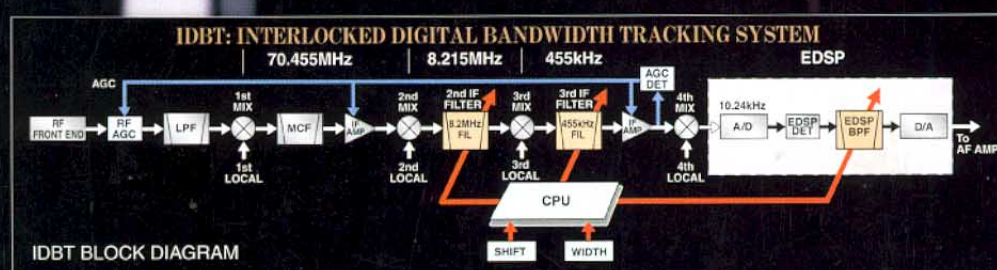 IDBT: INTERLOCKED DIGITAL BANDWIDTH TRACKING SYSTEM
70.455MHz
8.215MHz
455kHz
EDSP
AGC
AGC
DET
1st
MIX
2nd
MIX
2nd IF
FILTER
3rd
MIX
3rd IF
FILTER
4th
MIX
10.24kHz
RF
FRONT END
RF
AGC
LPF
MCF
IF
AMP
8.2MHz
FIL
455kHz
FIL
IF
AMP
A/D
EDSP
DET
EDSP
BPF
D/A
To
AF AMP
1st
LOCAL
2nd
LOCAL
3rd
LOCAL
4th
LOCAL
CPU
SHIFT
WIDTH
IDBT BLOCK DIAGRAM